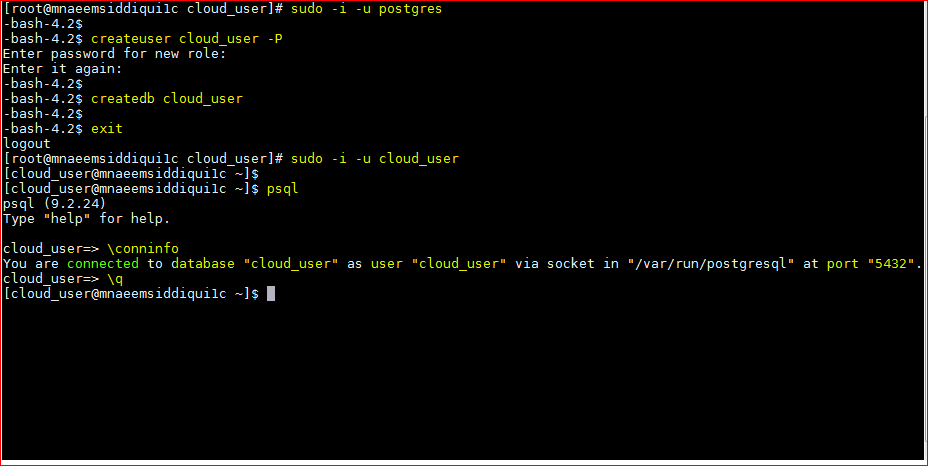 [root@mnaeemsiddiqui1c cloud_user]# sudo -i -u postgres
-bash-4.2$
-bash-4.2$ createuser cloud_user -P
Enter password for new role:
Enter it again:
-bash-4.2$
-bash-4.2$ createdb cloud_user
-bash-4.2$
-bash-4.2$ exit
logout
[root@mnaeemsiddiqui1c cloud_user]# sudo -i -u cloud_user
[cloud_user@mnaeemsiddiqui1c ~]$
[cloud_user@mnaeemsiddiqui1c ~]$ psql
psql (9.2.24)
Type "help" for help.
cloud_user=> \conninfo
You are connected to database "cloud_user" as user "cloud_user" via socket in "/var/run/postgresql" at port "5432".
cloud_user=> \q
[cloud_user@mnaeemsiddiqui1c ~]$